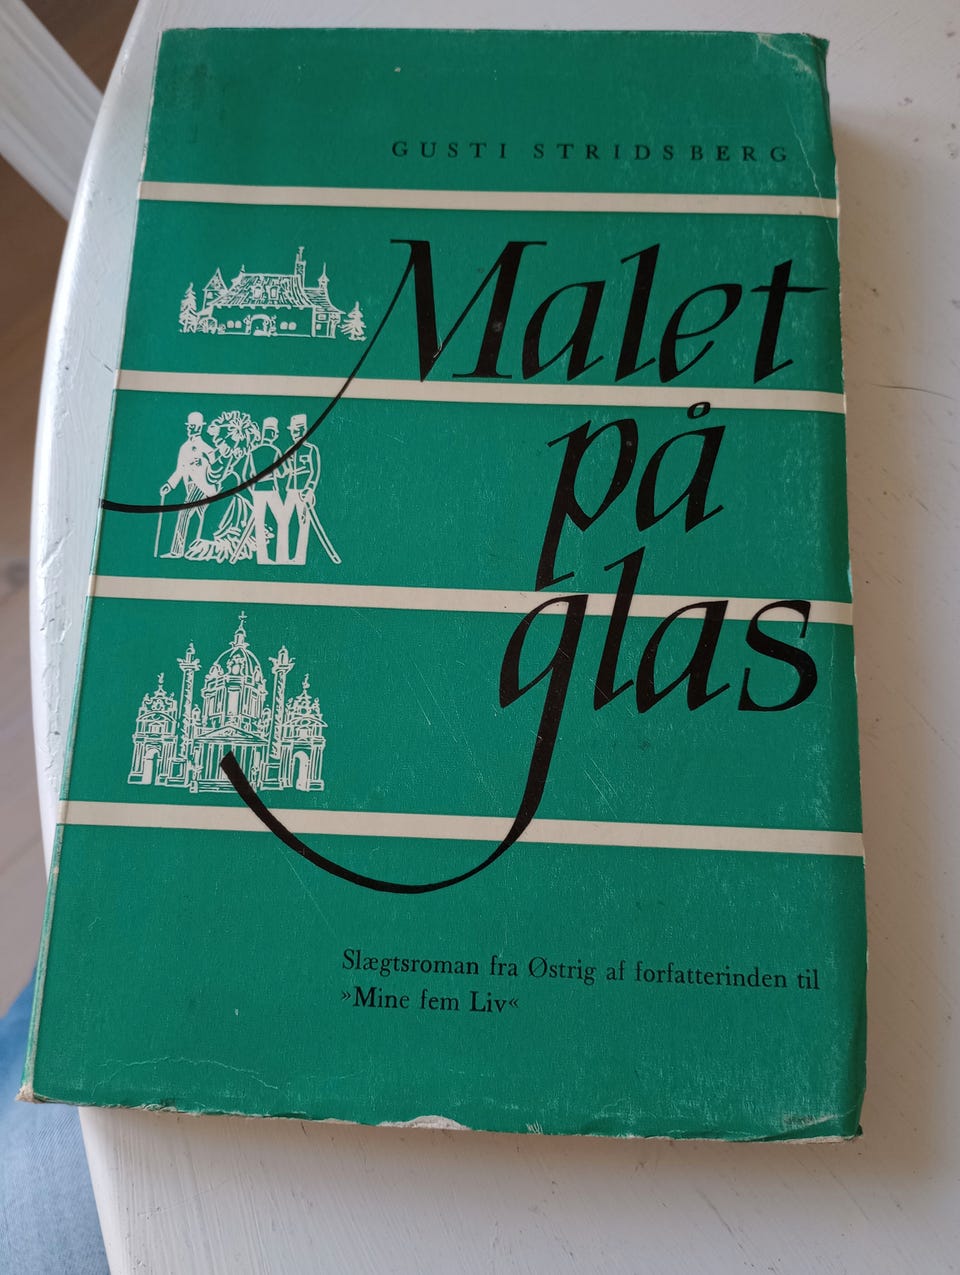 GUSTI STRIDSBERG
Malet
på
glas
Slægtsroman fra Østrig af forfatterinden til
»Mine fem Liv«